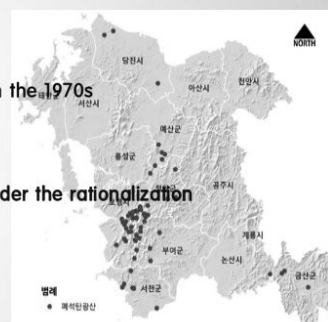 NORTH
당진시
n the 1970s
서산시
아산시
천안시
예산군
홍성군
공주시
der the rationalization
계룡시
부여군
논산시
금산군
서천군
범례
폐석탄광산